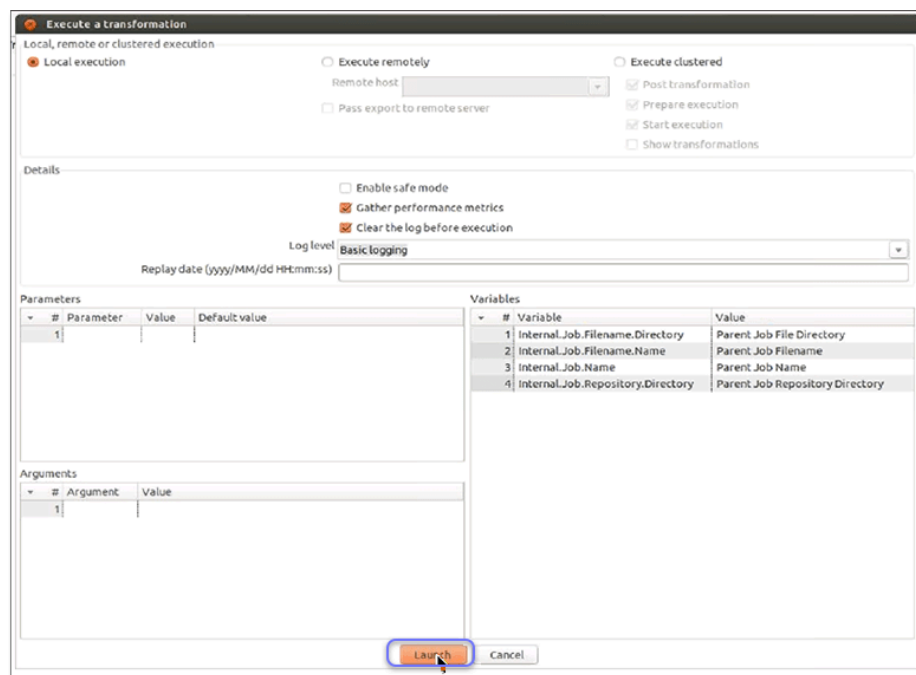 Execute a transformation
Local, remote or clustered execution
Local execution
Execute remotely
Execute clustered
Remote host
Post transformation
Pass export to remote server
Prepare execution
Start execution
Show transformations
Details
Enable safe mode
Gather performance metrics
Clear the log before execution
Log level Basic logging
Replay date (yyyy/MM/dd HH:mm:ss)
Parameters
# Parameter Value Default value
1
Variables
# Variable Value
1 Internal.Job.Filename.Directory Parent Job File Directory
2 Internal.Job.Filename.Name Parent Job Filename
3 Internal.Job.Name Parent Job Name
4 Internal.Job.Repository.Directory Parent Job Repository Directory
Arguments
# Argument Value
1
Launch Cancel